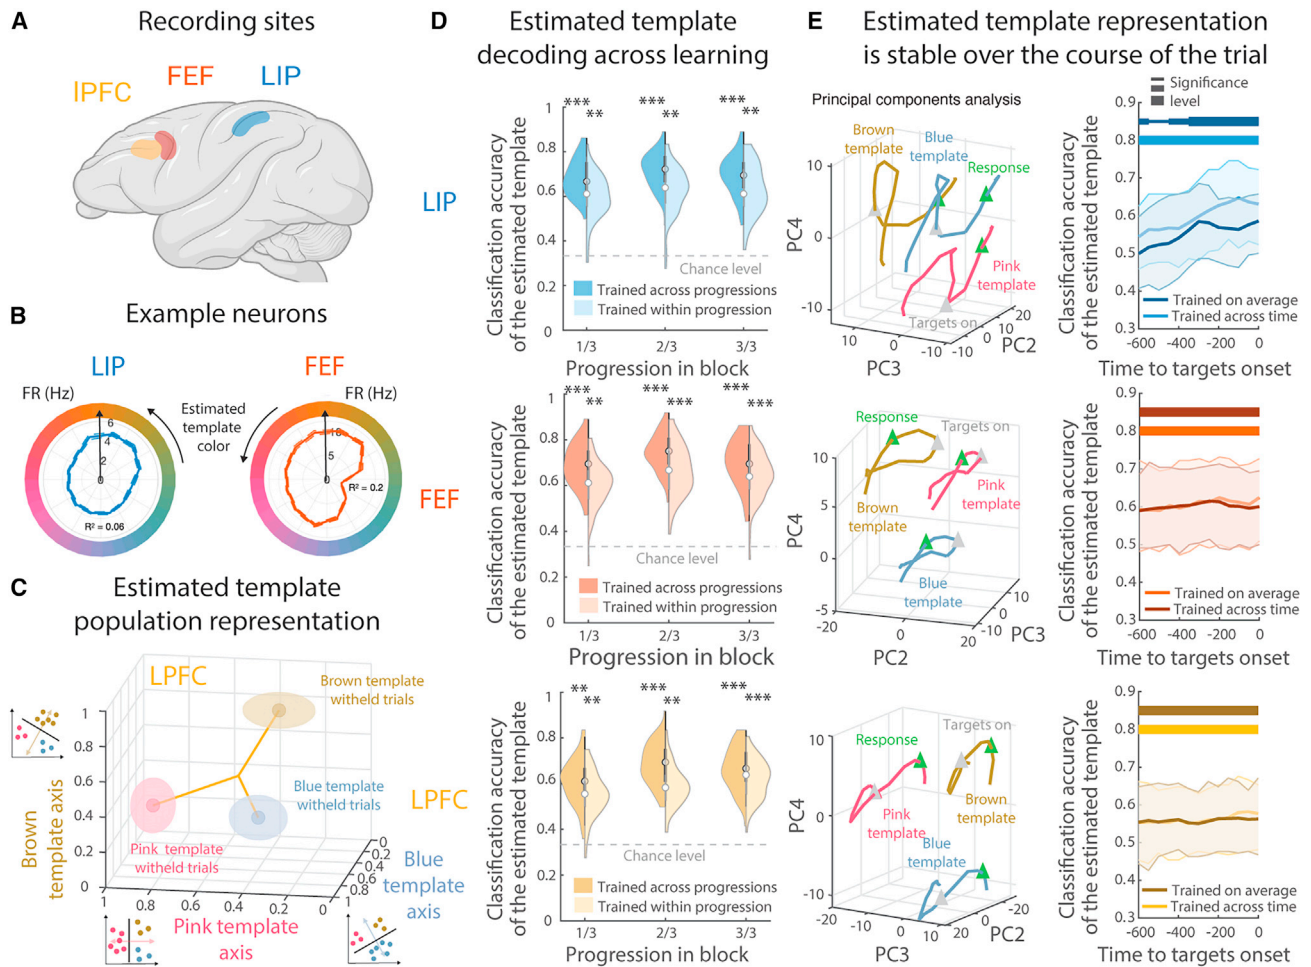 A
Recording sites
lPFC
FEF
LIP
B
Example neurons
LIP
FEF
FR (Hz)
FR (Hz)
Estimated
template
color
6
4
2
0
R² = 0.06
10
5
0
R² = 0.2
C
Estimated template
population representation
LPFC
Brown template
witheld trials
Blue template
witheld trials
Pink template
witheld trials
Brown
template axis
1
0.8
0.6
0.4
0.2
0
1
0.8
0.6
0.4
0.2
0
0
0.2
0.4
0.6
0.8
1
Pink template
axis
Blue
template
axis
D
Estimated template
decoding across learning
LIP
Classification accuracy
of the estimated template
1
0.8
0.6
0.4
0.2
0
***
**
***
**
***
**
Chance level
Trained across progressions
Trained within progression
1/3
2/3
3/3
Progression in block
FEF
Classification accuracy
of the estimated template
1
0.8
0.6
0.4
0.2
0
***
**
***
***
***
***
Chance level
Trained across progressions
Trained within progression
1/3
2/3
3/3
Progression in block
LPFC
Classification accuracy
of the estimated template
1
0.8
0.6
0.4
0.2
0
**
**
***
**
***
***
Chance level
Trained across progressions
Trained within progression
1/3
2/3
3/3
Progression in block
E
Estimated template representation
is stable over the course of the trial
Principal components analysis
Brown
template
Blue
template
Response
Pink
template
Targets on
PC4
10
0
-10
10
0
-10
PC3
-10
0
10
20
PC2
Significance
level
Classification accuracy
of the estimated template
0.9
0.8
0.7
0.6
0.5
0.4
0.3
Trained on average
Trained across time
-600
-400
-200
0
Time to targets onset
Response
Targets on
Pink
template
Brown
template
Blue
template
PC4
10
5
0
-5
-20
0
20
PC2
-10
0
10
PC3
Classification accuracy
of the estimated template
0.9
0.8
0.7
0.6
0.5
0.4
0.3
Trained on average
Trained across time
-600
-400
-200
0
Time to targets onset
Response
Targets on
Pink
template
Brown
template
Blue
template
PC4
10
0
-10
-20
-10
0
10
PC3
20
0
-20
PC2
Classification accuracy
of the estimated template
0.9
0.8
0.7
0.6
0.5
0.4
0.3
Trained on average
Trained across time
-600
-400
-200
0
Time to targets onset